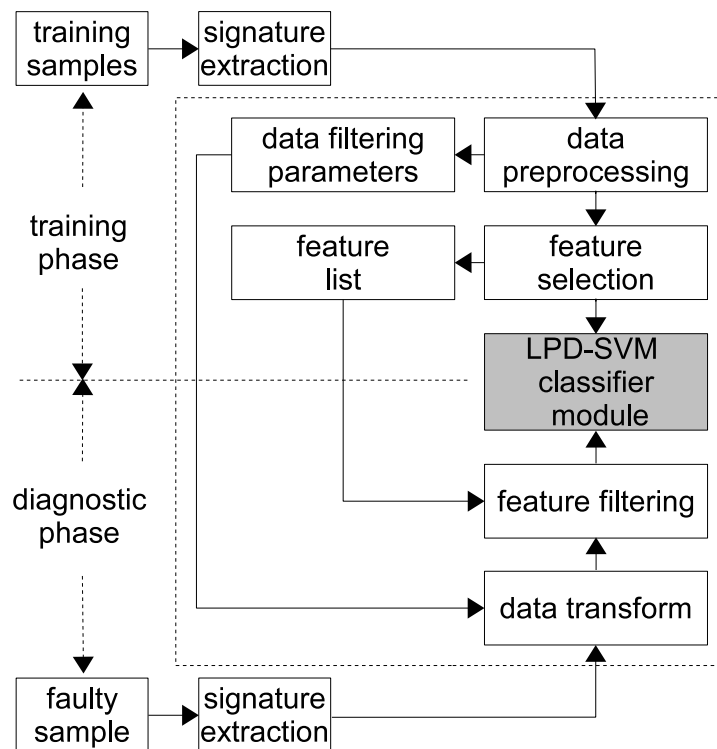 training
samples
signature
extraction
data filtering
parameters
data
preprocessing
training
phase
feature
list
feature
selection
LPD-SVM
classifier
module
diagnostic
phase
feature filtering
data transform
faulty
sample
signature
extraction